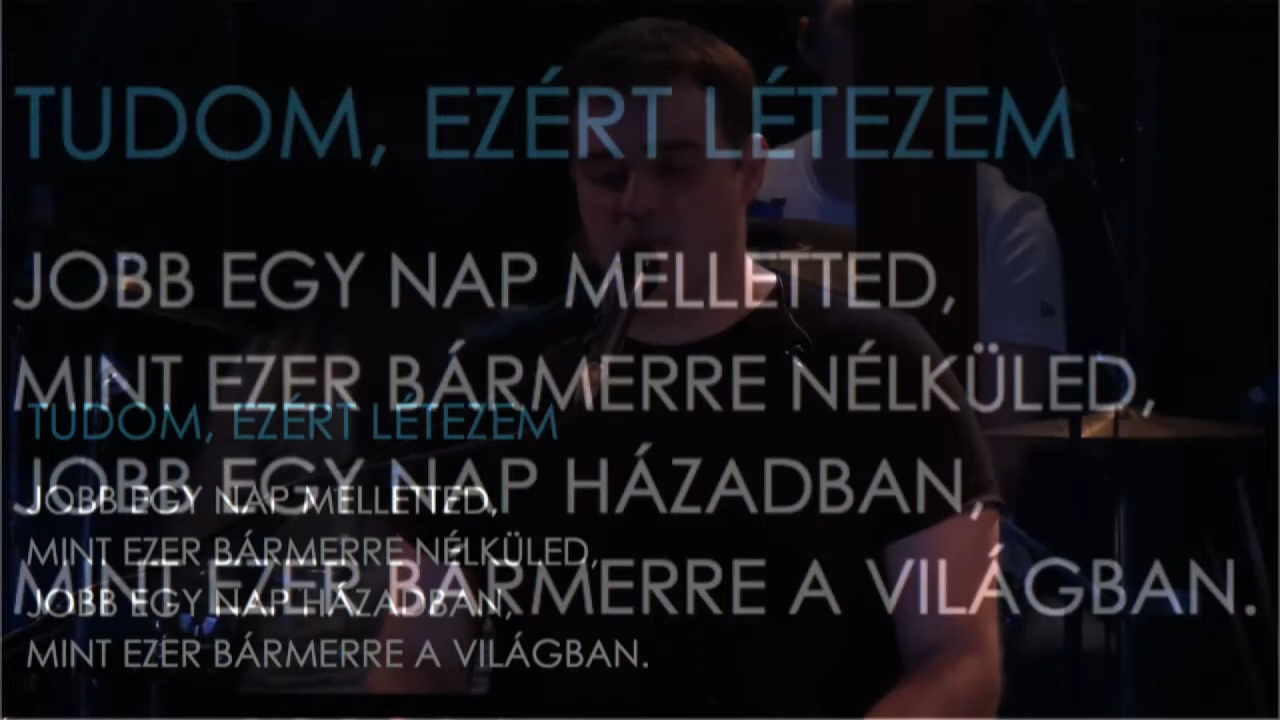 TUDOM, EZÉRT LÉTEZEM
JOBB EGY NAP MELLETTED,
MINT EZER BÁRMERRE NÉLKÜLED,
JOBB EGY NAP HÁZADBAN,
MINT EZER BÁRMERRE A VILÁGBAN.
TUDOM, EZÉRT LÉTEZEM
JOBB EGY NAP MELLETTED,
MINT EZER BÁRMERRE NÉLKÜLED,
JOBB EGY NAP HÁZADBAN,
MINT EZER BÁRMERRE A VILÁGBAN.